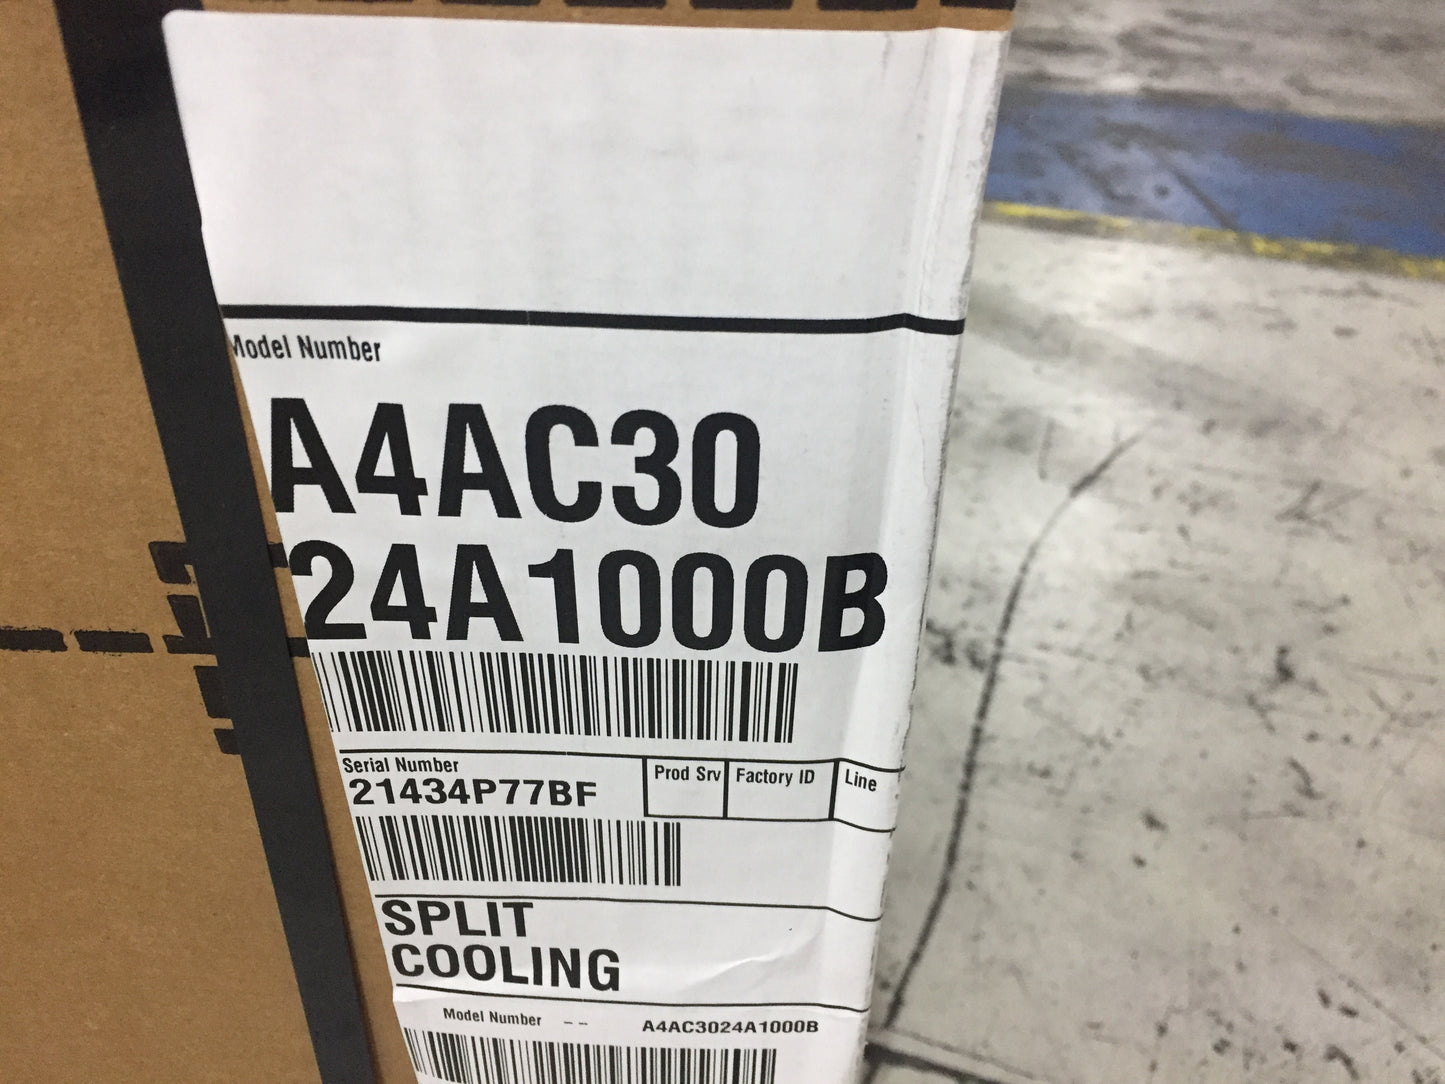 Model Number
A4AC30
24A1000B
Serial Number
21434P77BF
Prod Srv
Factory ID
Line
SPLIT
COOLING
Model Number -- A4AC3024A1000B